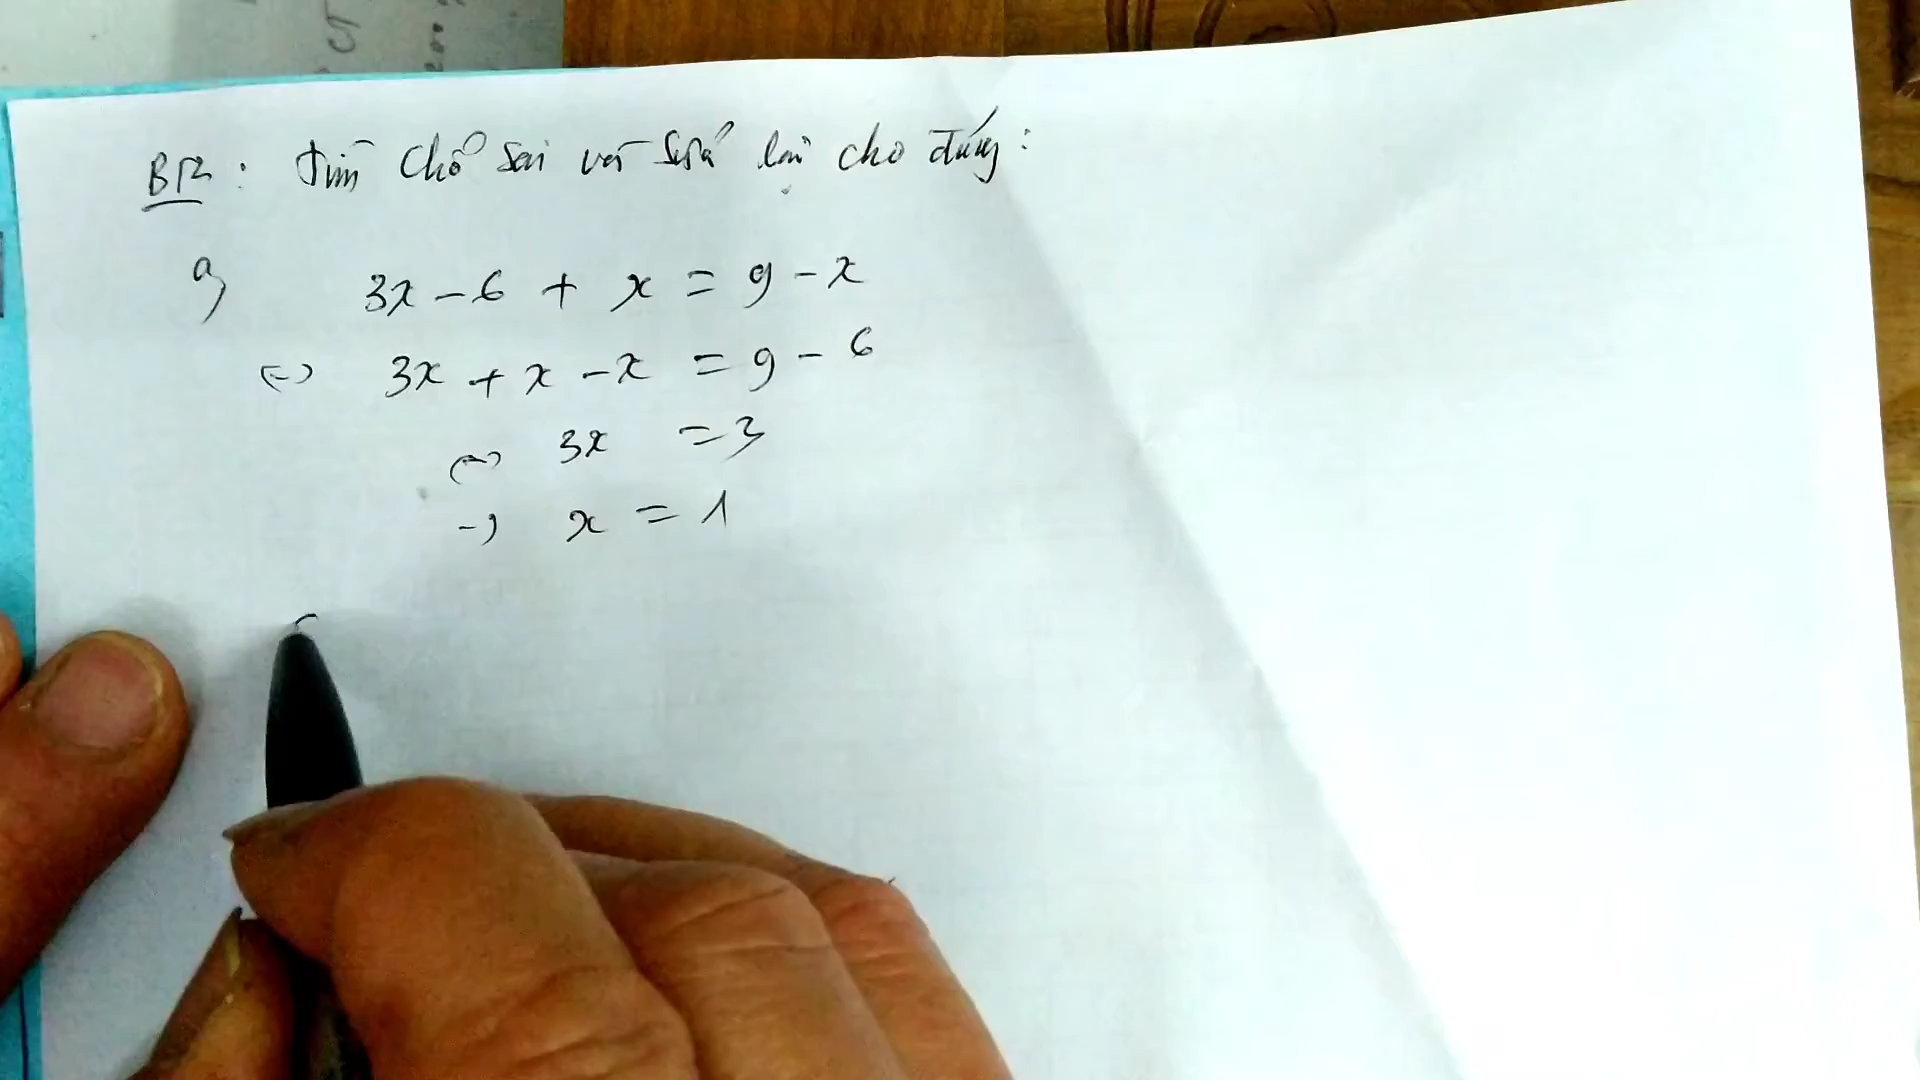 Bt2: Tìm chỗ sai và sửa lại cho đúng:
a) 3x - 6 + x = 9 - x
(=) 3x + x - x = 9 - 6
(=) 3x = 3
=) x = 1